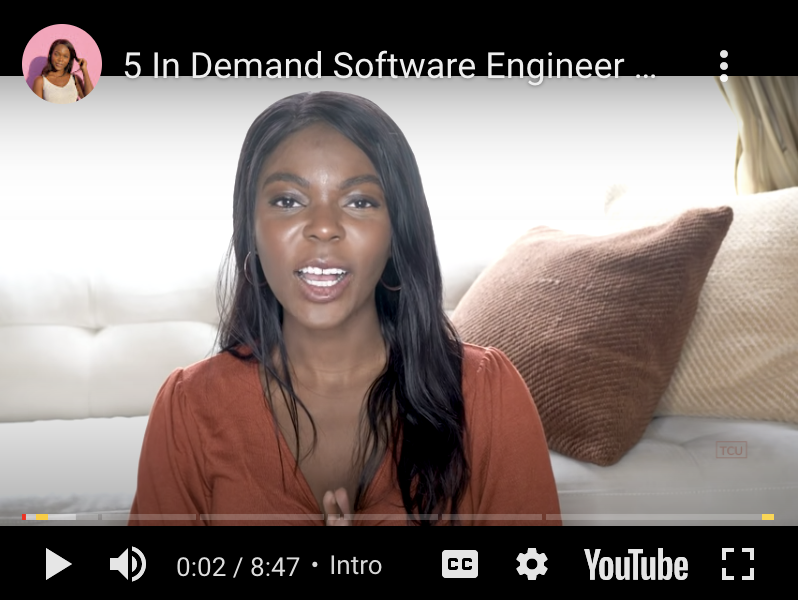 5 In Demand Software Engineer ...
TCU
0:02 / 8:47 • Intro
CC
YouTube